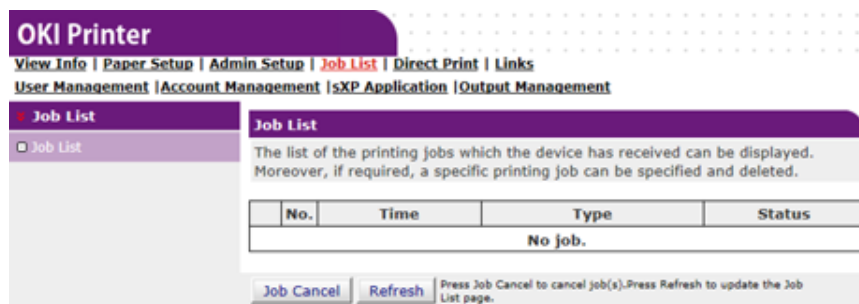 OKI Printer
View Info | Paper Setup | Admin Setup | Job List | Direct Print | Links
User Management |Account Management |sXP Application |Output Management
Job List
Job List
Job List
The list of the printing jobs which the device has received can be displayed.
Moreover, if required, a specific printing job can be specified and deleted.
No. Time Type Status
No job.
Job Cancel Refresh Press Job Cancel to cancel job(s).Press Refresh to update the Job
List page.